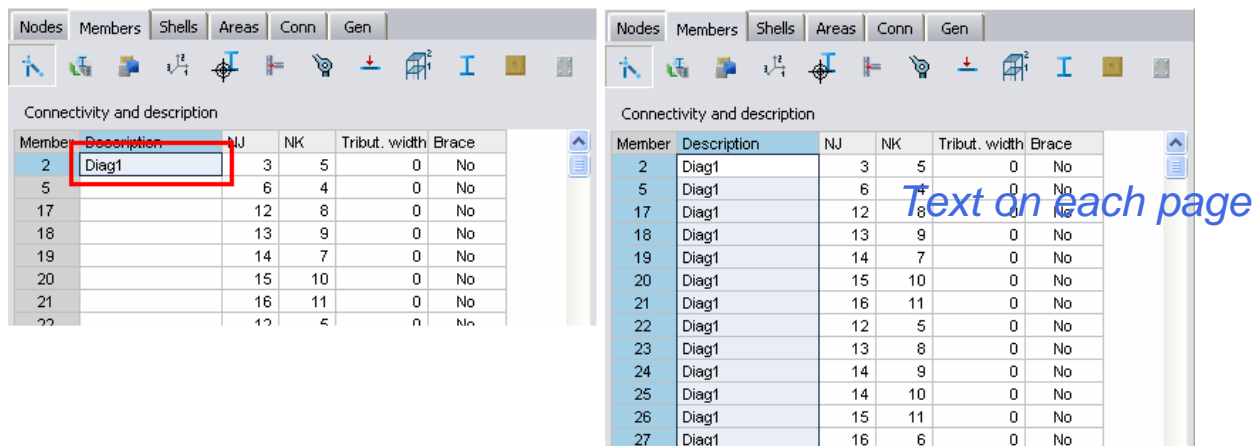 Nodes Members Shells Areas Conn Gen
Connectivity and description
Member Description NJ NK Tribut. width Brace
2 Diag1 3 5 0 No
5 6 4 0 No
17 12 8 0 No
18 13 9 0 No
19 14 7 0 No
20 15 10 0 No
21 16 11 0 No
22 12 5 0 No
Nodes Members Shells Areas Conn Gen
Connectivity and description
Member Description NJ NK Tribut. width Brace
2 Diag1 3 5 0 No
5 Diag1 6 4 0 No
Text on each page
17 Diag1 12 8 0 No
18 Diag1 13 9 0 No
19 Diag1 14 7 0 No
20 Diag1 15 10 0 No
21 Diag1 16 11 0 No
22 Diag1 12 5 0 No
23 Diag1 13 8 0 No
24 Diag1 14 9 0 No
25 Diag1 14 10 0 No
26 Diag1 15 11 0 No
27 Diag1 16 6 0 No